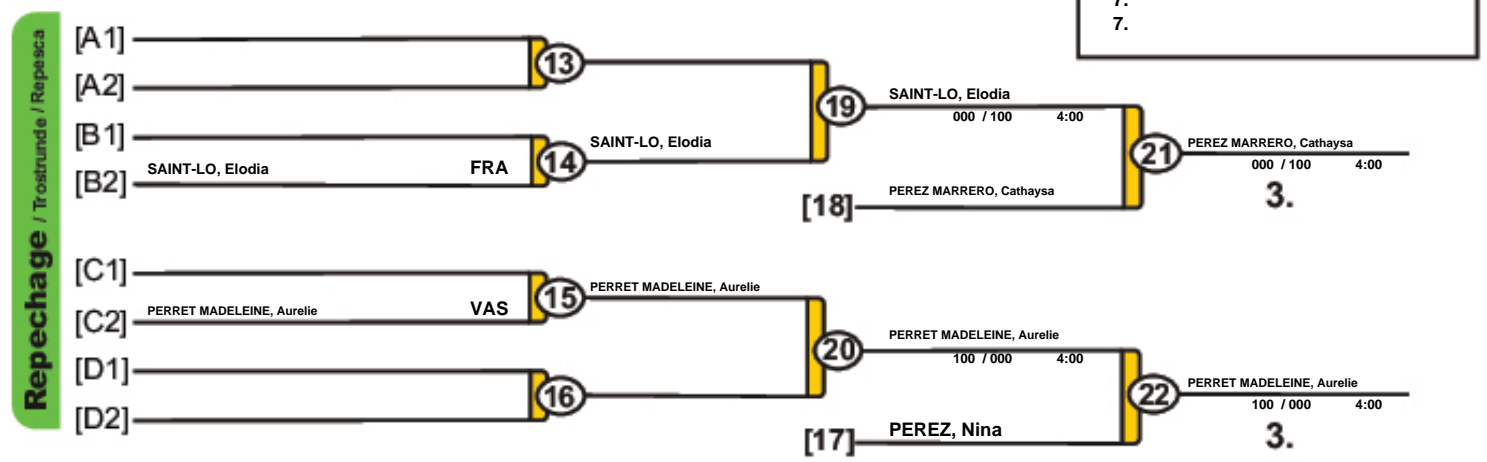 7.
7.
Repechage / Trostrunde / Repesca
[A1]
[A2]
13
[B1]
[B2] SAINT-LO, Elodia FRA
14 SAINT-LO, Elodia
19 SAINT-LO, Elodia
000 / 100 4:00
[18] PEREZ MARRERO, Cathaysa
21 PEREZ MARRERO, Cathaysa
000 / 100 4:00
3.
[C1]
[C2] PERRET MADELEINE, Aurelie VAS
15 PERRET MADELEINE, Aurelie
[D1]
[D2]
16
20 PERRET MADELEINE, Aurelie
100 / 000 4:00
[17] PEREZ, Nina
22 PERRET MADELEINE, Aurelie
100 / 000 4:00
3.